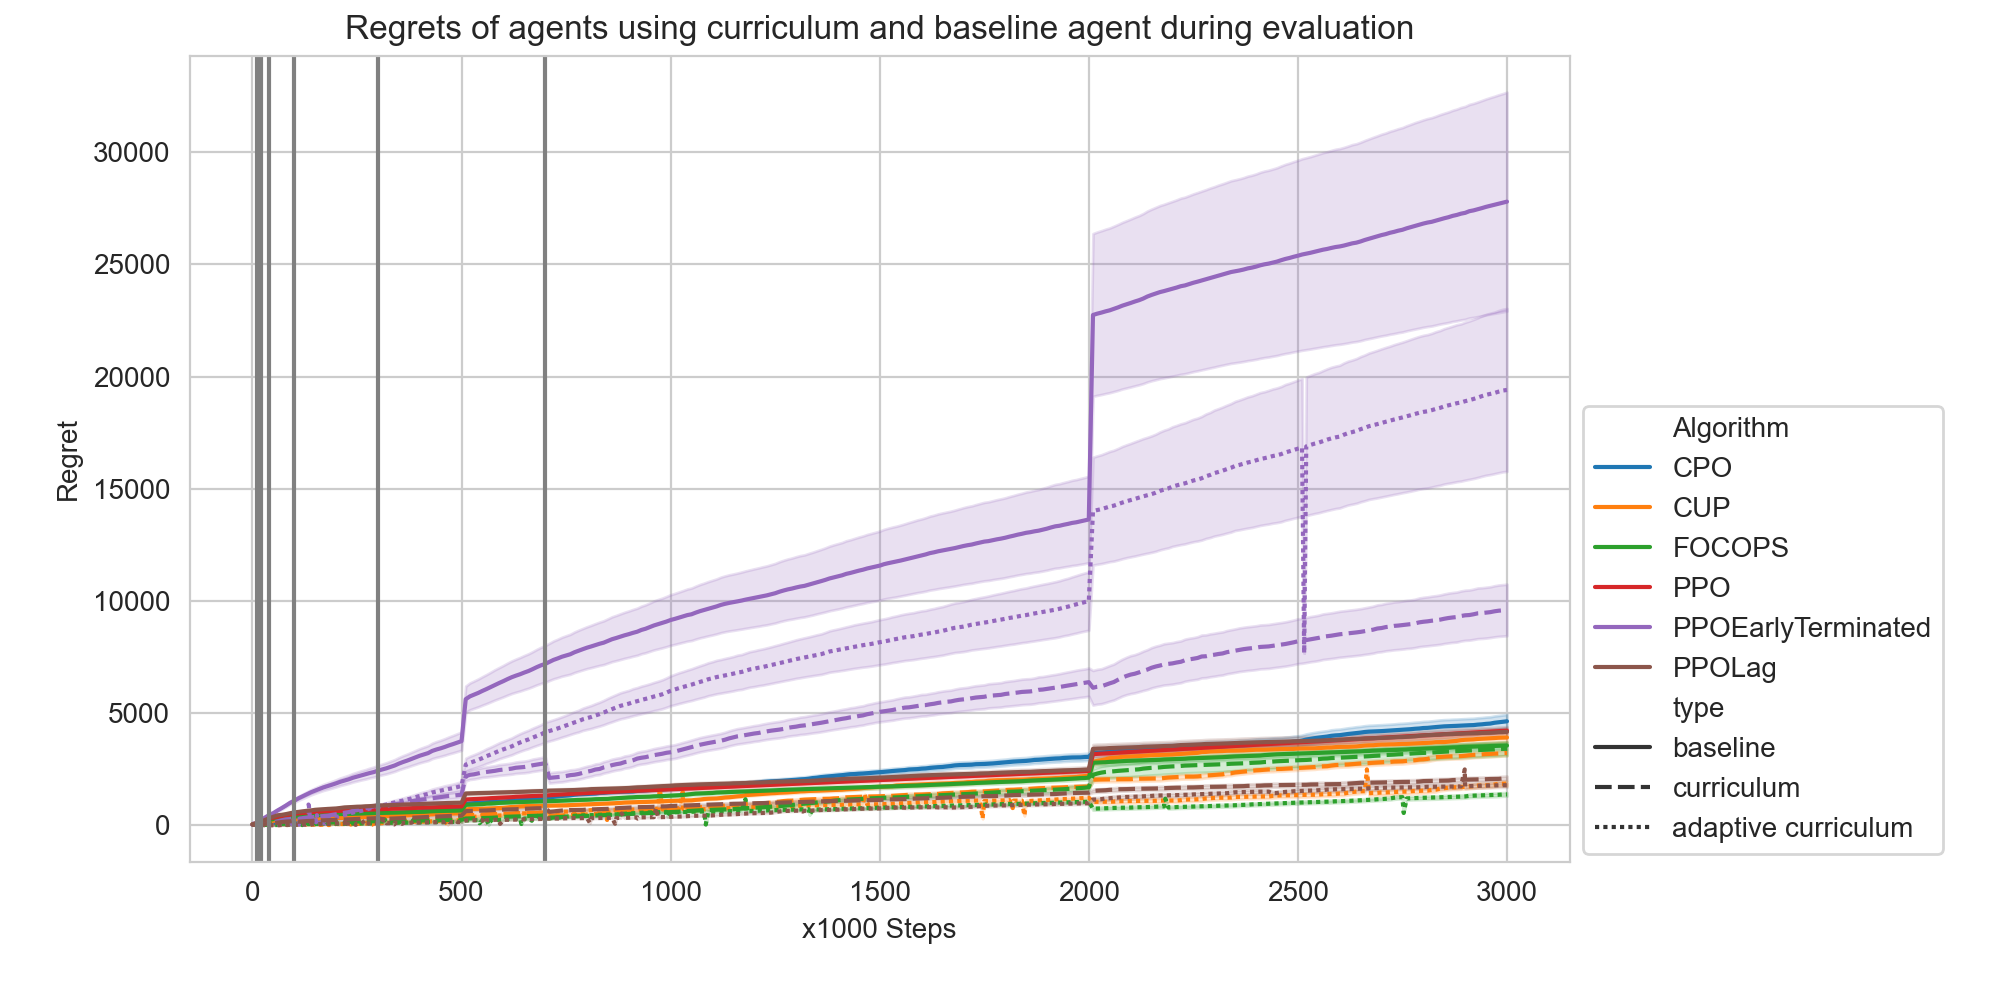 Regrets of agents using curriculum and baseline agent during evaluation
30000
25000
20000
15000
10000
5000
0
Regret
0 500 1000 1500 2000 2500 3000
x1000 Steps
Algorithm
CPO
CUP
FOCOPS
PPO
PPOEarlyTerminated
PPOLag
type
baseline
curriculum
adaptive curriculum